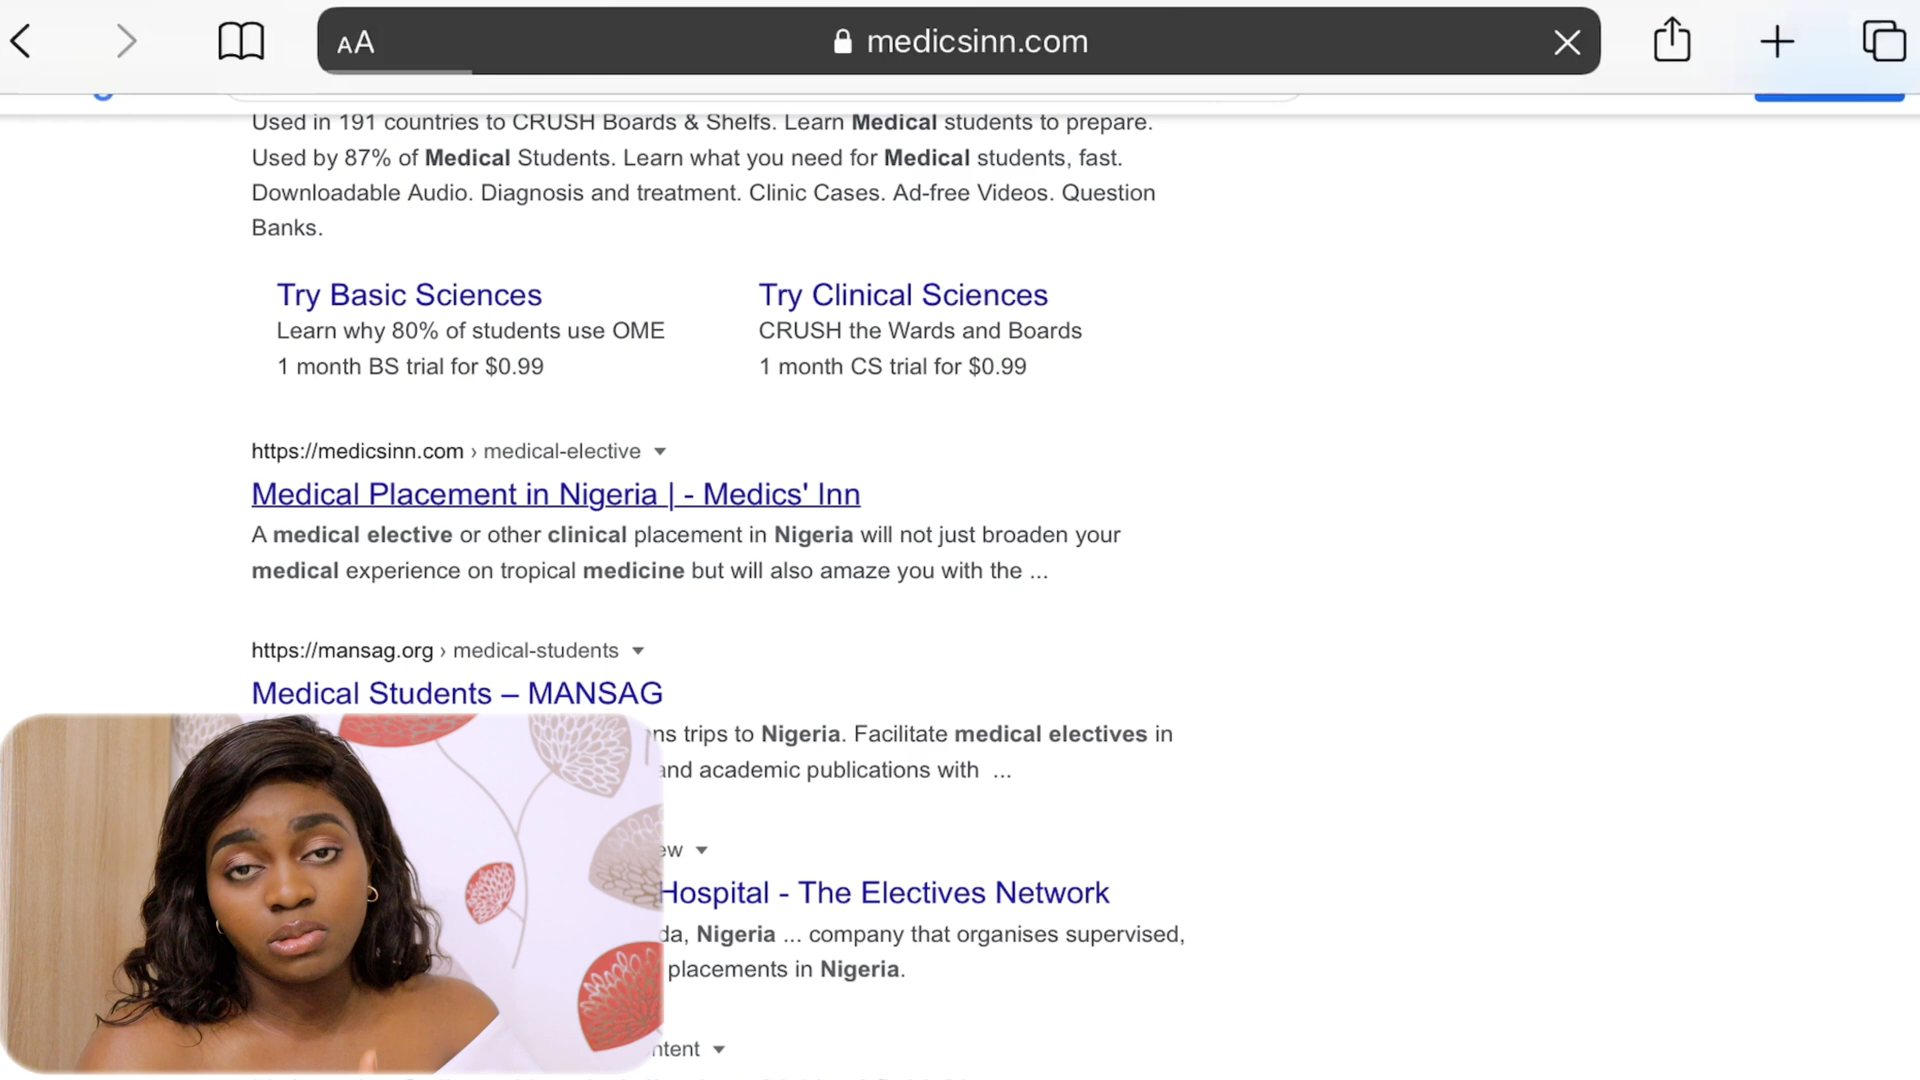 AA medicsinn.com
Used in 191 countries to CRUSH Boards & Shelfs. Learn Medical students to prepare.
Used by 87% of Medical Students. Learn what you need for Medical students, fast.
Downloadable Audio. Diagnosis and treatment. Clinic Cases. Ad-free Videos. Question
Banks.
Try Basic Sciences
Learn why 80% of students use OME
1 month BS trial for $0.99
Try Clinical Sciences
CRUSH the Wards and Boards
1 month CS trial for $0.99
https://medicsinn.com › medical-elective
Medical Placement in Nigeria | - Medics' Inn
A medical elective or other clinical placement in Nigeria will not just broaden your
medical experience on tropical medicine but will also amaze you with the ...
https://mansag.org › medical-students
Medical Students – MANSAG
trips to Nigeria. Facilitate medical electives in
and academic publications with ...
Hospital - The Electives Network
Nigeria ... company that organises supervised,
placements in Nigeria.